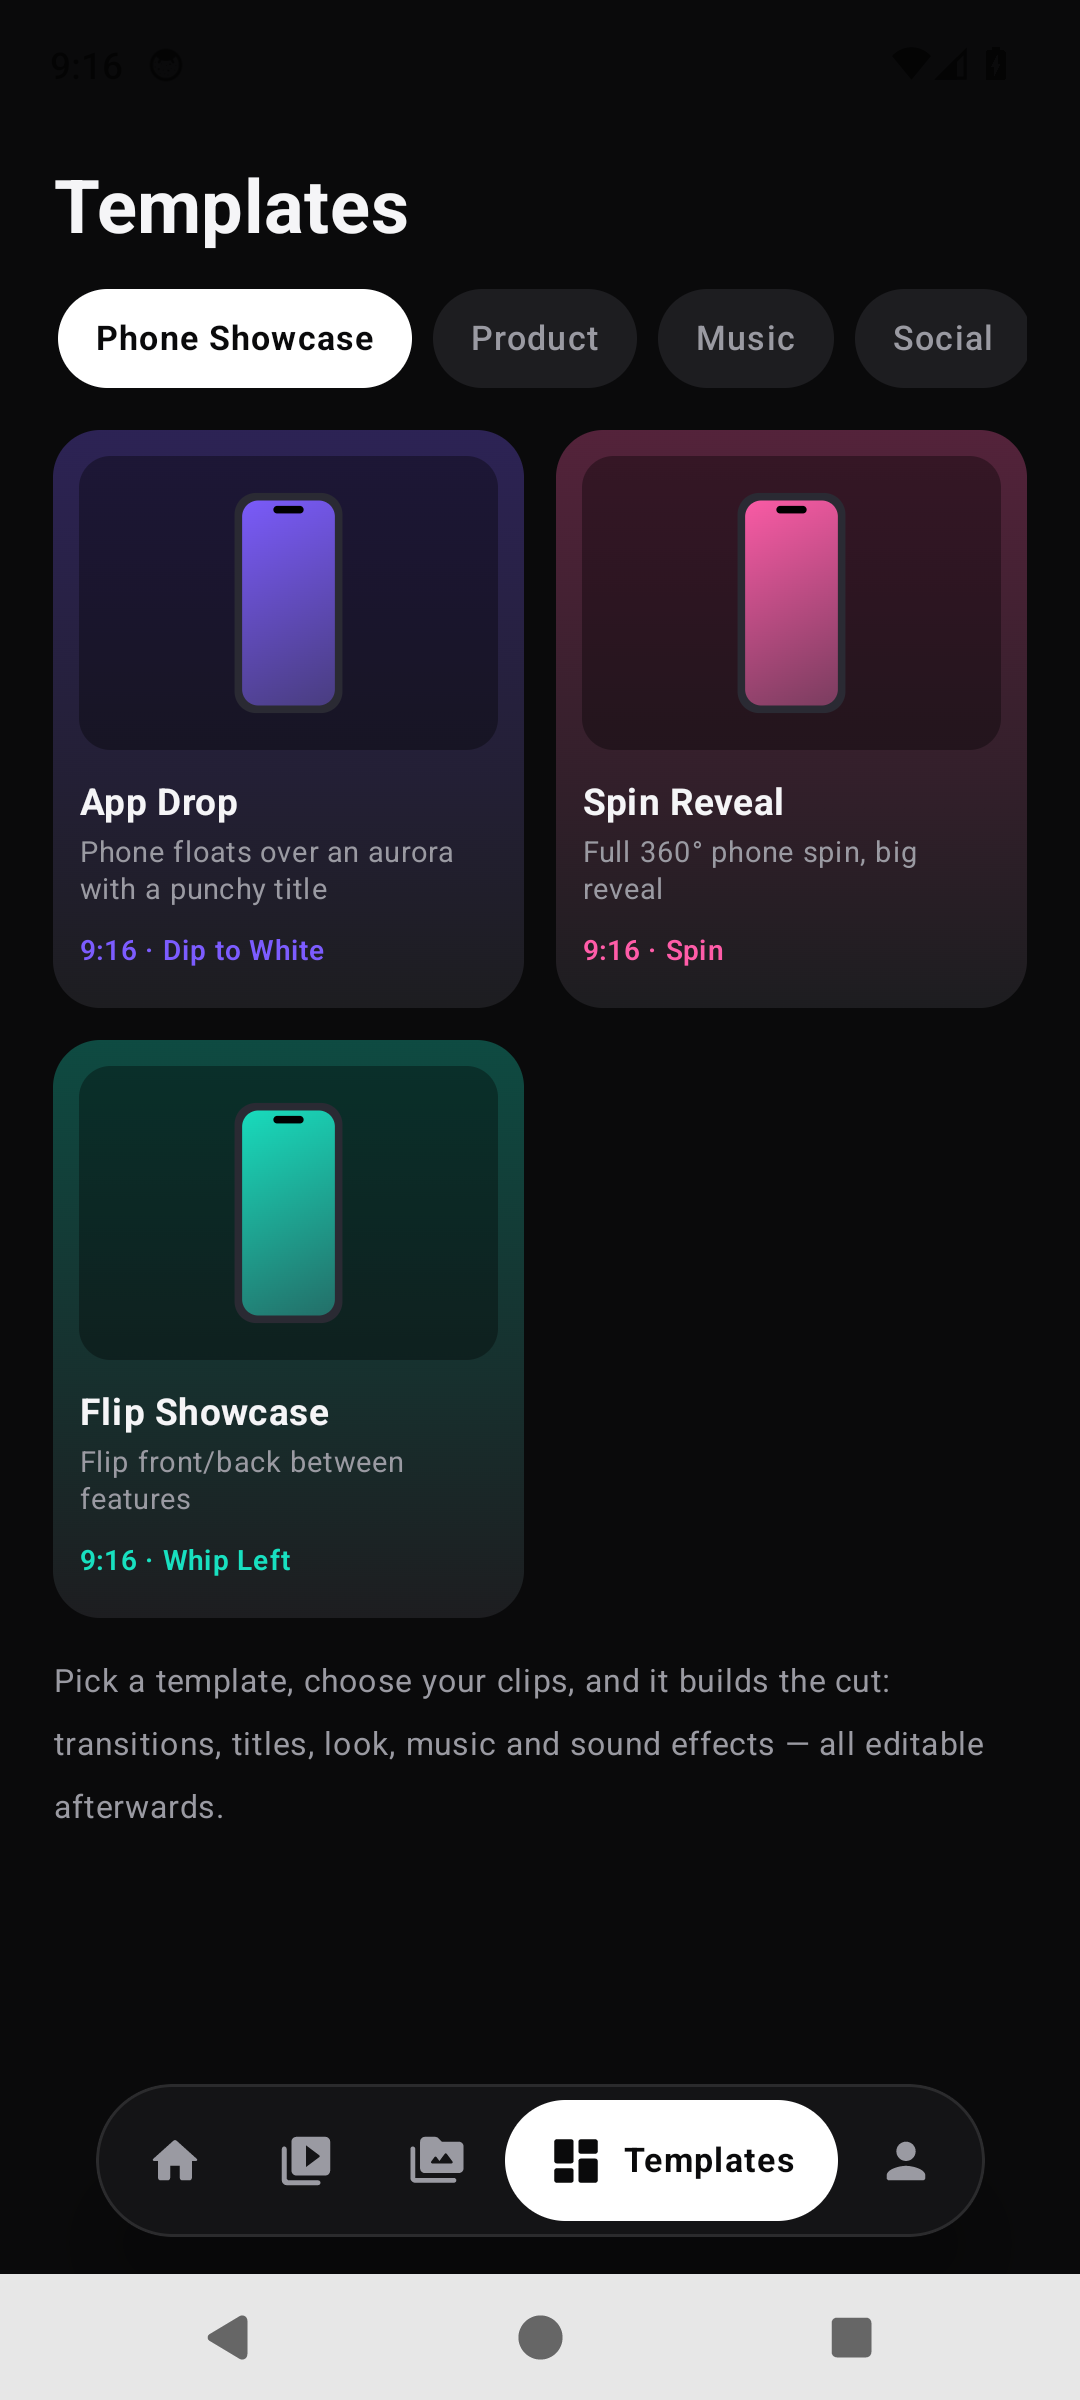 9:16
Templates
Phone Showcase
Product
Music
Social
App Drop
Phone floats over an aurora
with a punchy title
9:16 · Dip to White
Spin Reveal
Full 360° phone spin, big
reveal
9:16 · Spin
Flip Showcase
Flip front/back between
features
9:16 · Whip Left
Pick a template, choose your clips, and it builds the cut:
transitions, titles, look, music and sound effects — all editable
afterwards.
Templates